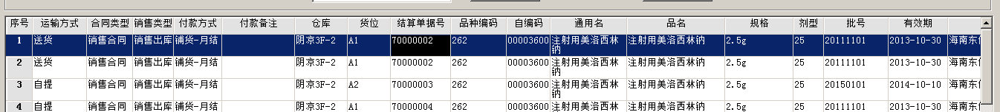 序号 运输方式 合同类型 销售类型 付款方式 付款备注 仓库 货位 结算单据号 品种编码 自编码 通用名 品名 规格 剂型 批号 有效期
1 送货 销售合同 销售出库 铺货-月结 阴京3F-2 A1 70000002 262 00003600 注射用美洛西林钠 注射用美洛西林钠 2.5g 25 20111101 2013-10-30 海南东
2 送货 销售合同 销售出库 铺货-月结 阴京3F-2 A1 70000002 262 00003600 注射用美洛西林钠 注射用美洛西林钠 2.5g 25 20111101 2013-10-30 海南东
3 自提 销售合同 销售出库 铺货-月结 阴京3F-2 A2 70000003 262 00003600 注射用美洛西林钠 注射用美洛西林钠 2.5g 25 20150101 2014-10-10 海南东
4 自提 销售合同 销售出库 铺货-月结 阴京3F-2 A1 70000004 262 00003600 注射用美洛西林 注射用美洛西林钠 2.5g 25 20111101 2013-10-30 海南东